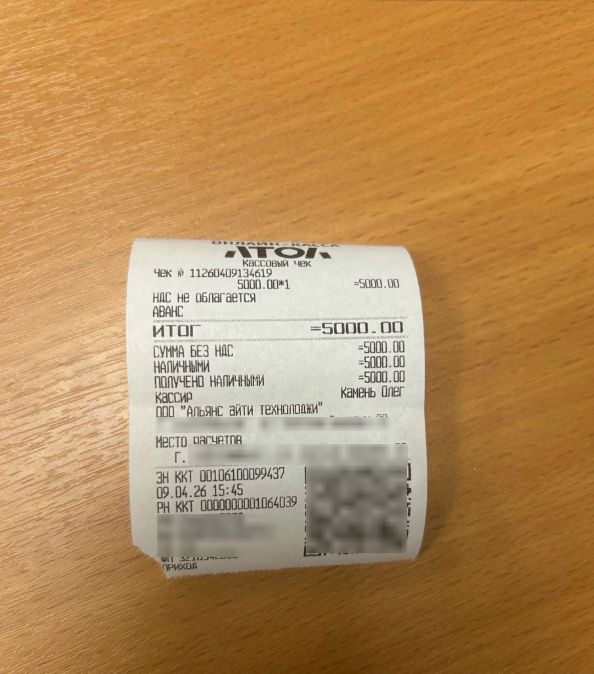 ОНЛАЙН-КАССА
АТОЛ
Кассовый чек
Чек № 11260409134619
5000.00*1 =5000.00
НДС не облагается
АВАНС
ИТОГ =5000.00
СУММА БЕЗ НДС =5000.00
НАЛИЧНЫМИ =5000.00
ПОЛУЧЕНО НАЛИЧНЫМИ =5000.00
Кассир Камень Олег
ООО "Альянс айти технолоджи"
Место расчетов
г.
ЗН ККТ 00106100099437
09.04.26 15:45
РН ККТ 0000000001064039
ПРИХОД